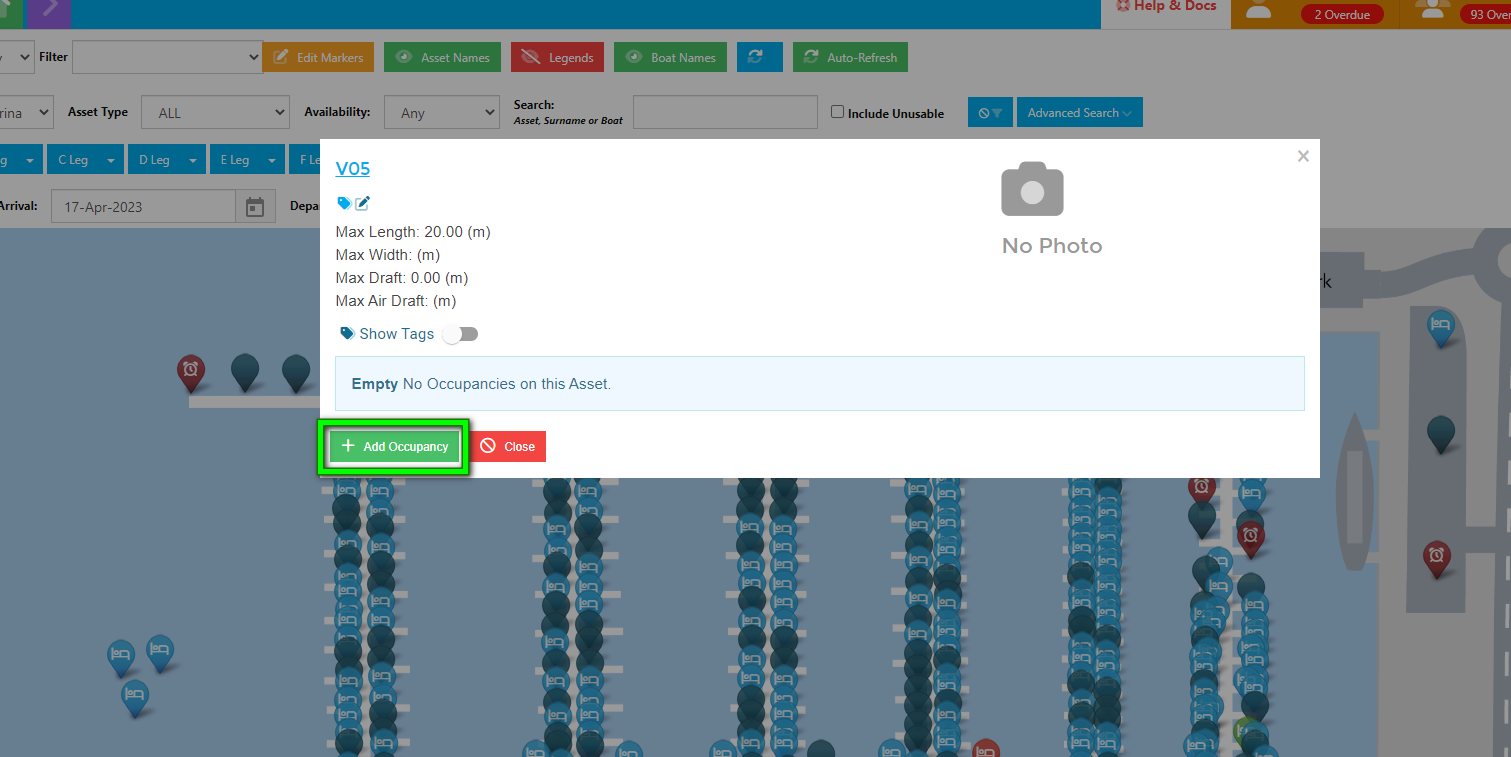 Help & Docs
2 Overdue
93 Over
Filter
Edit Markers
Asset Names
Legends
Boat Names
Auto-Refresh
rina
Asset Type
ALL
Availability:
Any
Search:
Asset, Surname or Boat
Include Unusable
Advanced Search
g
C Leg
D Leg
E Leg
F Le
Arrival:
17-Apr-2023
Depa
V05
×
Max Length: 20.00 (m)
Max Width: (m)
Max Draft: 0.00 (m)
Max Air Draft: (m)
No Photo
rk
Show Tags
Empty No Occupancies on this Asset.
Add Occupancy
Close